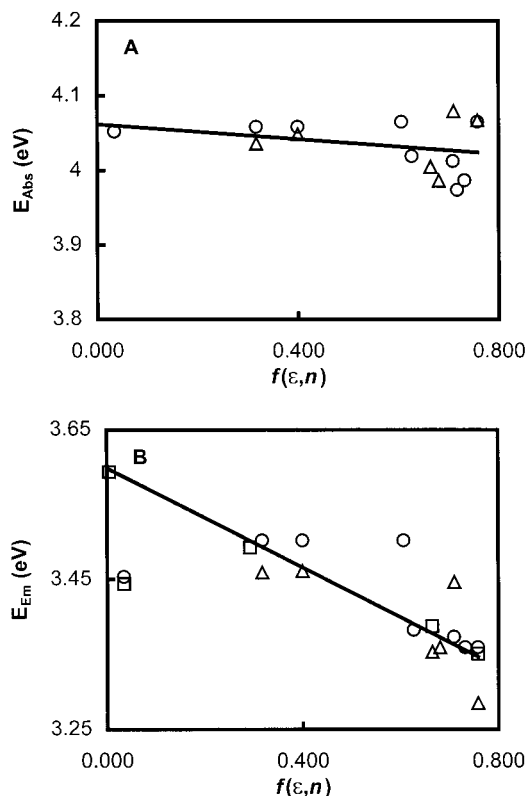 4.2
A
4.1
E_Abs (eV)
4
3.9
3.8
0.000
0.400
0.800
f(ε,n)
3.65
B
E_Em (eV)
3.45
3.25
0.000
0.400
0.800
f(ε,n)